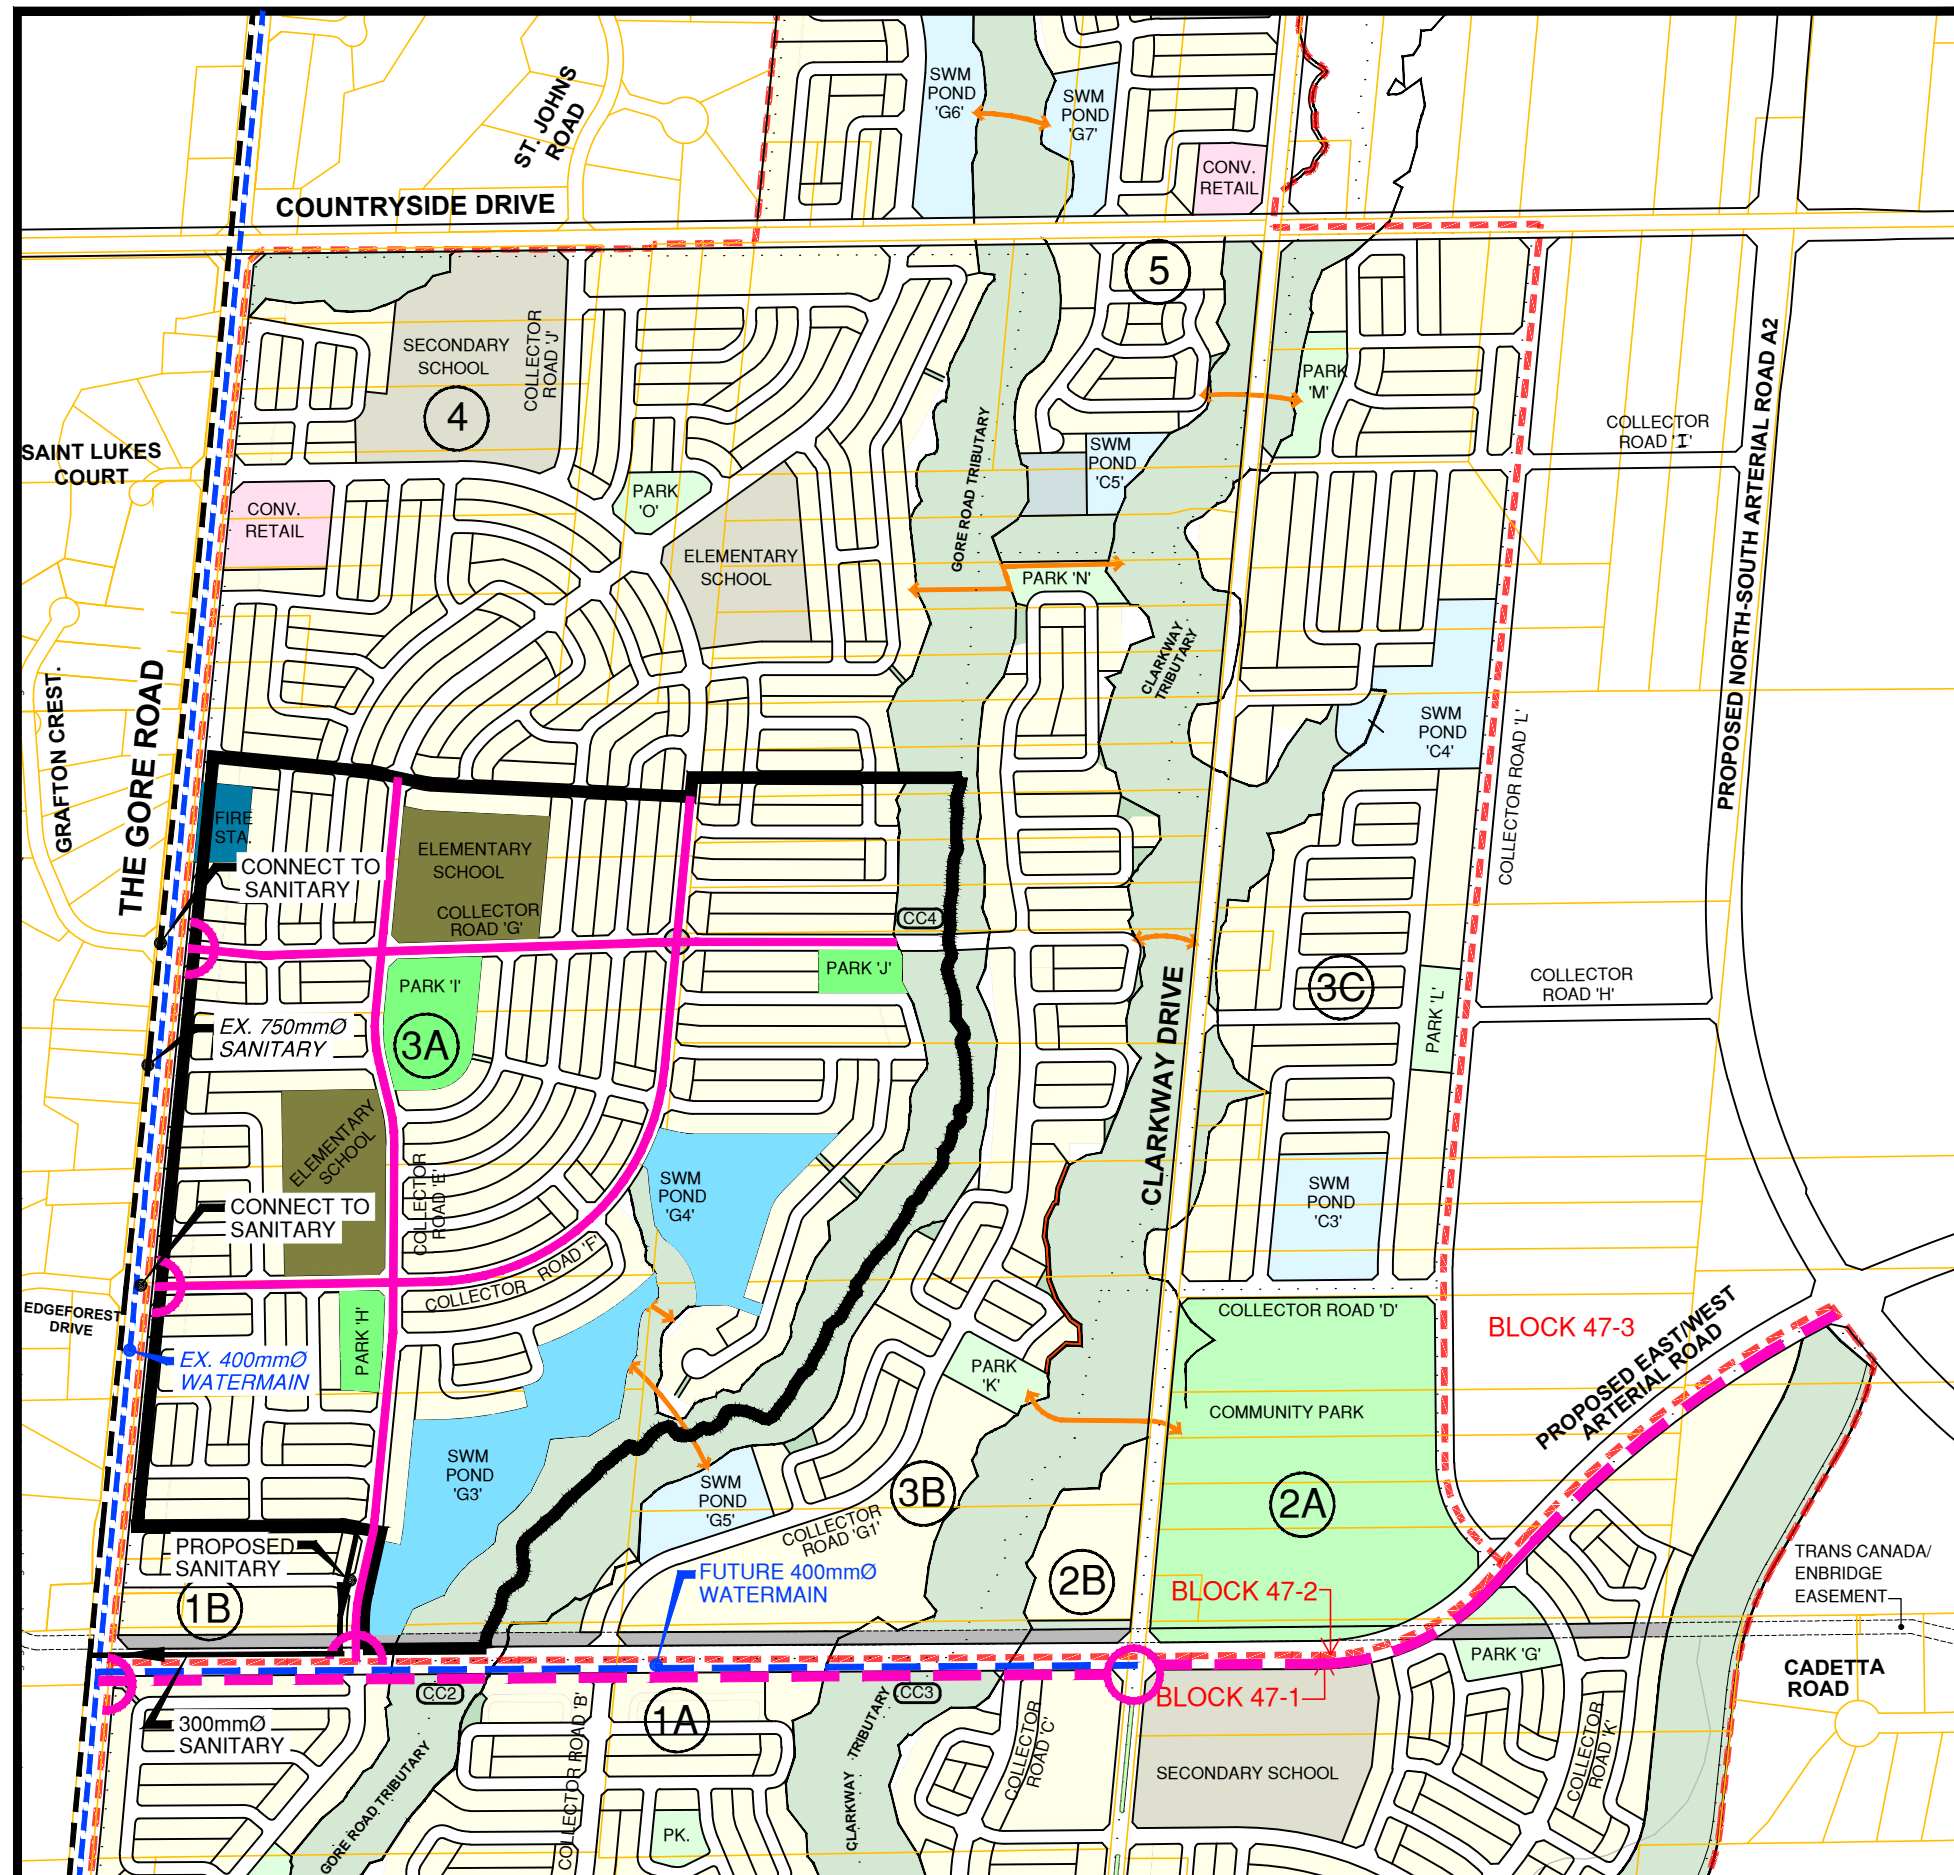 SWM
POND
'G6'
SWM
POND
'G7'
ST. JOHNS
ROAD
CONV.
RETAIL
COUNTRYSIDE DRIVE
5
SECONDARY
SCHOOL
COLLECTOR
ROAD 'J'
4
PARK
'M'
PROPOSED NORTH-SOUTH ARTERIAL ROAD A2
COLLECTOR
ROAD 'I'
SAINT LUKES
COURT
GORE ROAD TRIBUTARY
SWM
POND
'C5'
CONV.
RETAIL
PARK
'O'
ELEMENTARY
SCHOOL
PARK 'N'
CLARKWAY
TRIBUTARY
GRAFTON CREST.
THE GORE ROAD
SWM
POND
'C4'
COLLECTOR ROAD 'L'
FIRE
STA.
CONNECT TO
SANITARY
ELEMENTARY
SCHOOL
COLLECTOR
ROAD 'G'
CC4
PARK 'J'
PARK 'I'
3A
CLARKWAY DRIVE
3C
PARK 'L'
COLLECTOR
ROAD 'H'
EX. 750mmØ
SANITARY
ELEMENTARY
SCHOOL
COLLECTOR
ROAD 'E'
SWM
POND
'G4'
SWM
POND
'C3'
CONNECT TO
SANITARY
COLLECTOR ROAD 'F'
EDGEFOREST
DRIVE
PARK 'H'
EX. 400mmØ
WATERMAIN
COLLECTOR ROAD 'D'
BLOCK 47-3
PROPOSED EAST/WEST
ARTERIAL ROAD
PARK
'K'
COMMUNITY PARK
SWM
POND
'G3'
SWM
POND
'G5'
3B
2A
COLLECTOR
ROAD 'G1'
PROPOSED
SANITARY
1B
FUTURE 400mmØ
WATERMAIN
2B
BLOCK 47-2
TRANS CANADA/
ENBRIDGE
EASEMENT
PARK 'G'
CADETTA
ROAD
CC2
CC3
BLOCK 47-1
300mmØ
SANITARY
1A
GORE ROAD TRIBUTARY
COLLECTOR ROAD 'B'
CLARKWAY TRIBUTARY
COLLECTOR
ROAD 'C'
SECONDARY SCHOOL
COLLECTOR
ROAD 'K'
PK.